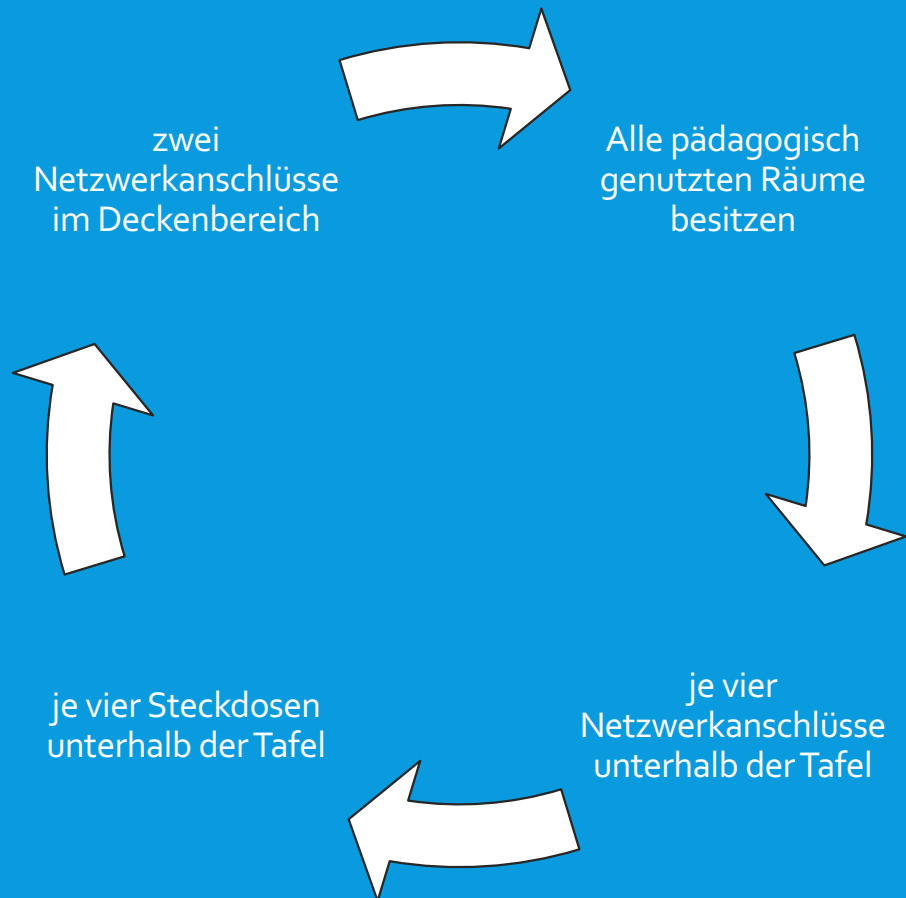 zwei
Netzwerkanschlüsse
im Deckenbereich
Alle pädagogisch
genutzten Räume
besitzen
je vier Steckdosen
unterhalb der Tafel
je vier
Netzwerkanschlüsse
unterhalb der Tafel